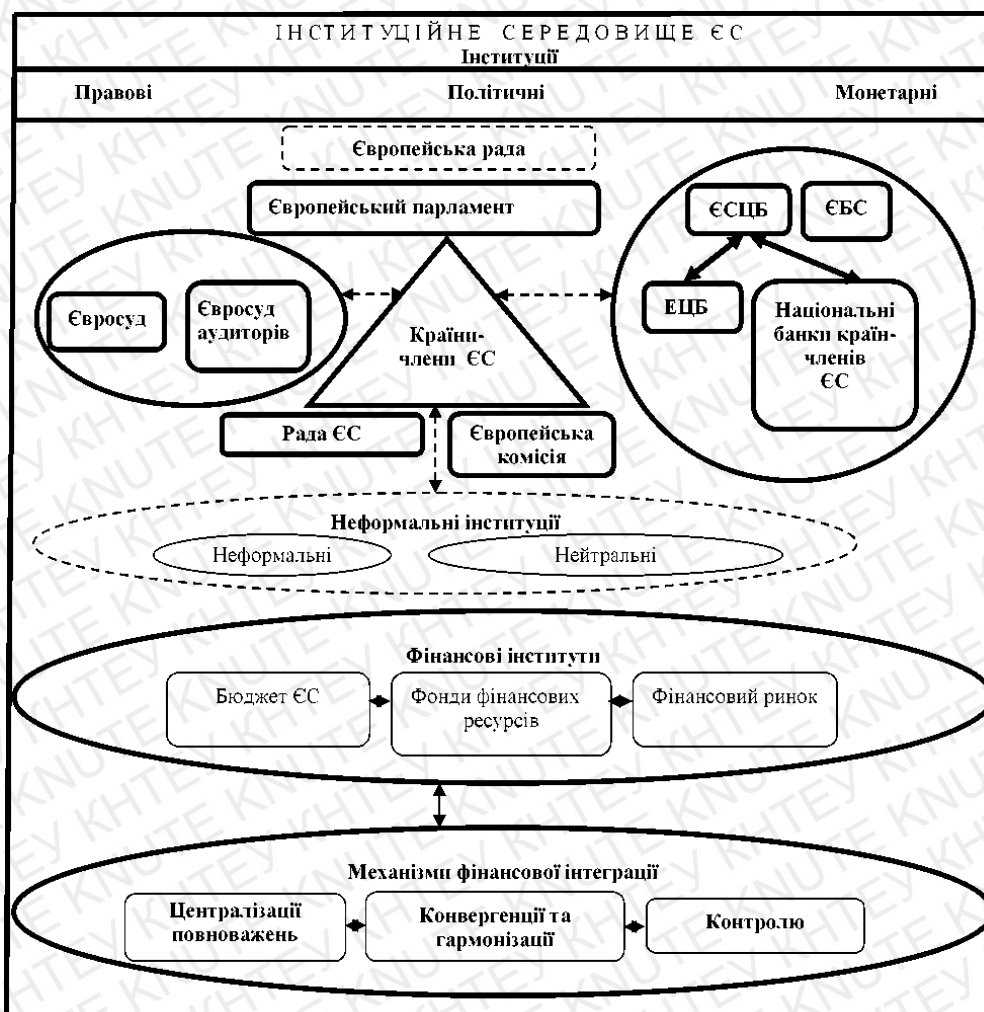 ІНСТИТУЦІЙНЕ СЕРЕДОВИЩЕ ЄС
Інституції
Правові Політичні Монетарні
Європейська рада
Європейський парламент
ЄСЦБ ЄБС
Євросуд
Євросуд
аудиторів
Країни-
члени ЄС
ЕЦБ
Національні
банки країн-
членів
ЄС
Рада ЄС
Європейська
комісія
Неформальні інституції
Неформальні Нейтральні
Фінансові інститути
Бюджет ЄС
Фонди фінансових
ресурсів
Фінансовий ринок
Механізми фінансової інтеграції
Централізації
повноважень
Конвергенції та
гармонізації
Контролю